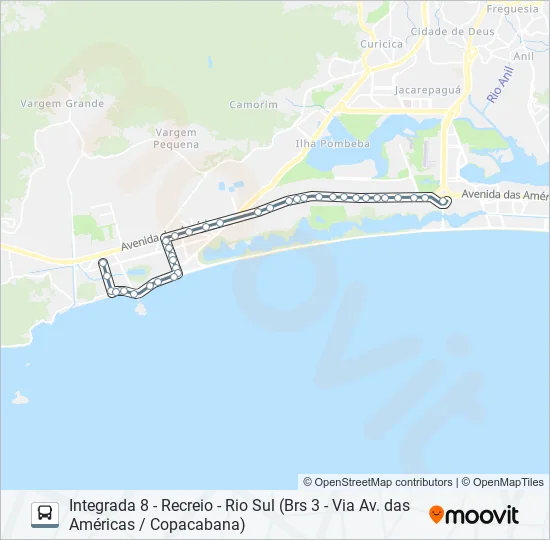 Freguesia
Cidade de Deus
Curicica
Anil
Rio Anil
Jacarepaguá
Vargem Grande
Camorim
Vargem
Pequena
Ilha Pombeba
Avenida das Amér
Avenida
© OpenStreetMap contributors | © OpenMapTiles
Integrada 8 - Recreio - Rio Sul (Brs 3 - Via Av. das
Américas / Copacabana)
moovit